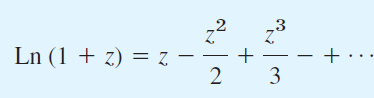 Ln (1 + z) = z − z²/2 + z³/3 − + · · ·